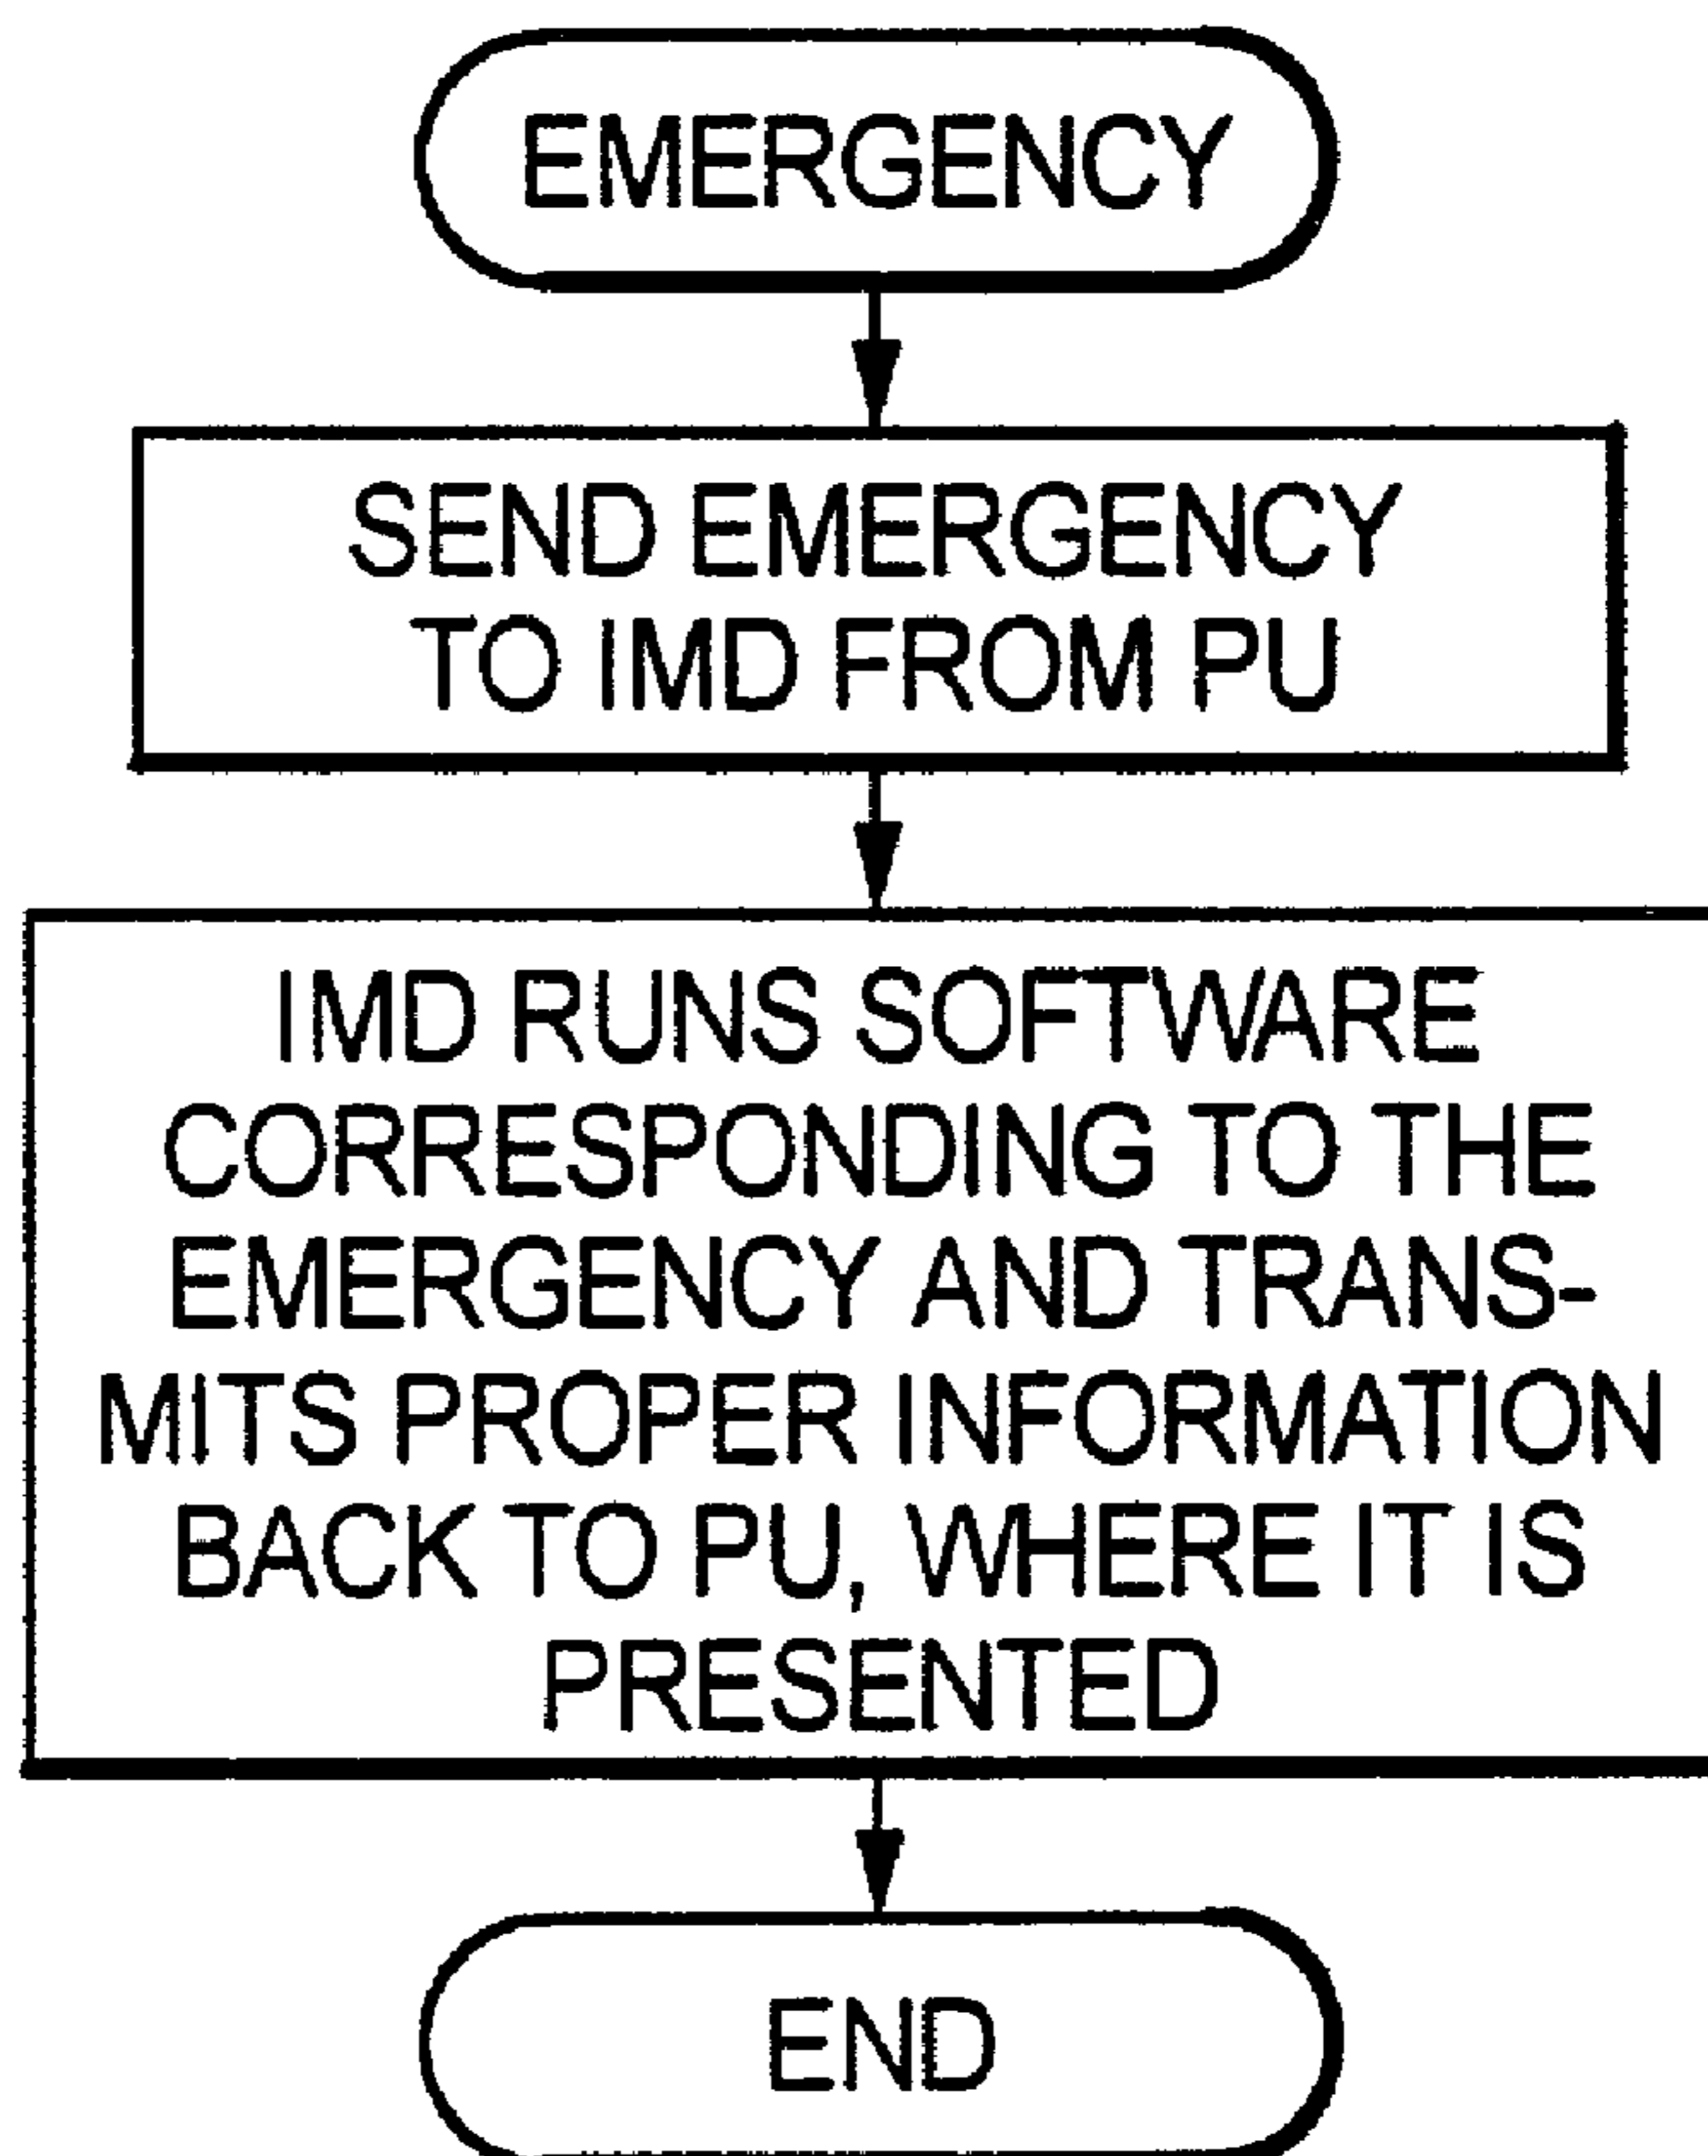 EMERGENCY
SEND EMERGENCY
TO IMD FROM PU
IMD RUNS SOFTWARE
CORRESPONDING TO THE
EMERGENCY AND TRANS-
MITS PROPER INFORMATION
BACK TO PU, WHERE IT IS
PRESENTED
END